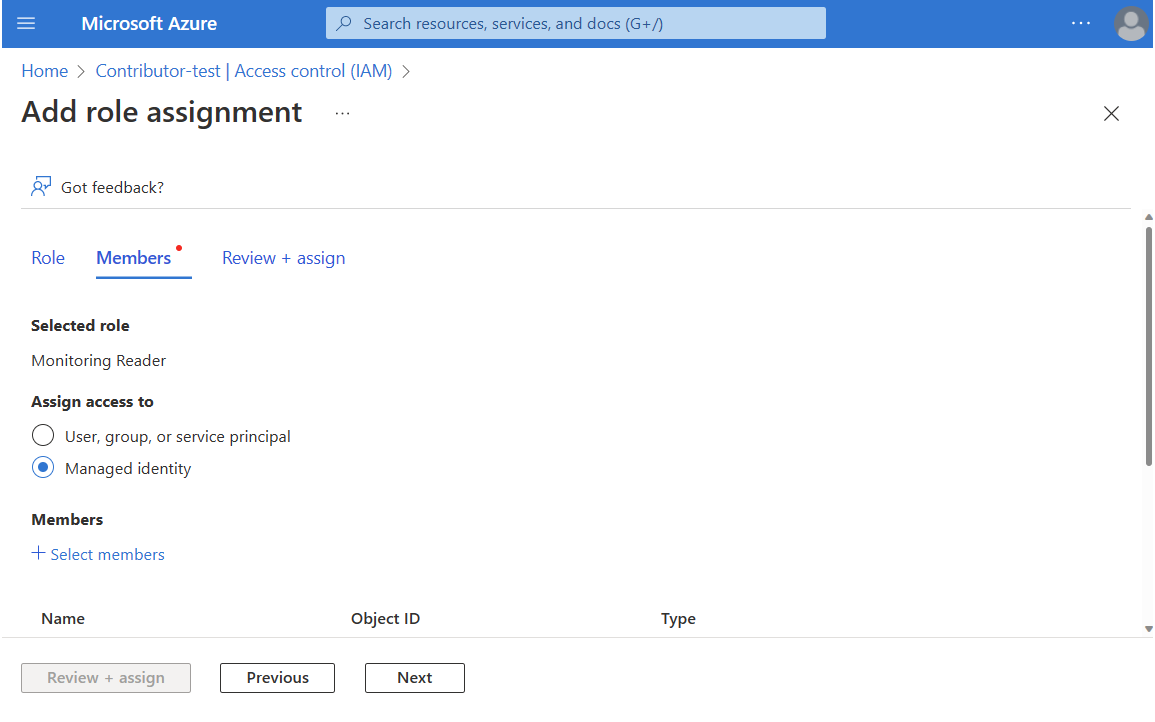 Microsoft Azure
Search resources, services, and docs (G+/)
Home > Contributor-test | Access control (IAM) >
Add role assignment ...
Got feedback?
Role Members Review + assign
Selected role
Monitoring Reader
Assign access to
User, group, or service principal
Managed identity
Members
+ Select members
Name Object ID Type
Review + assign Previous Next